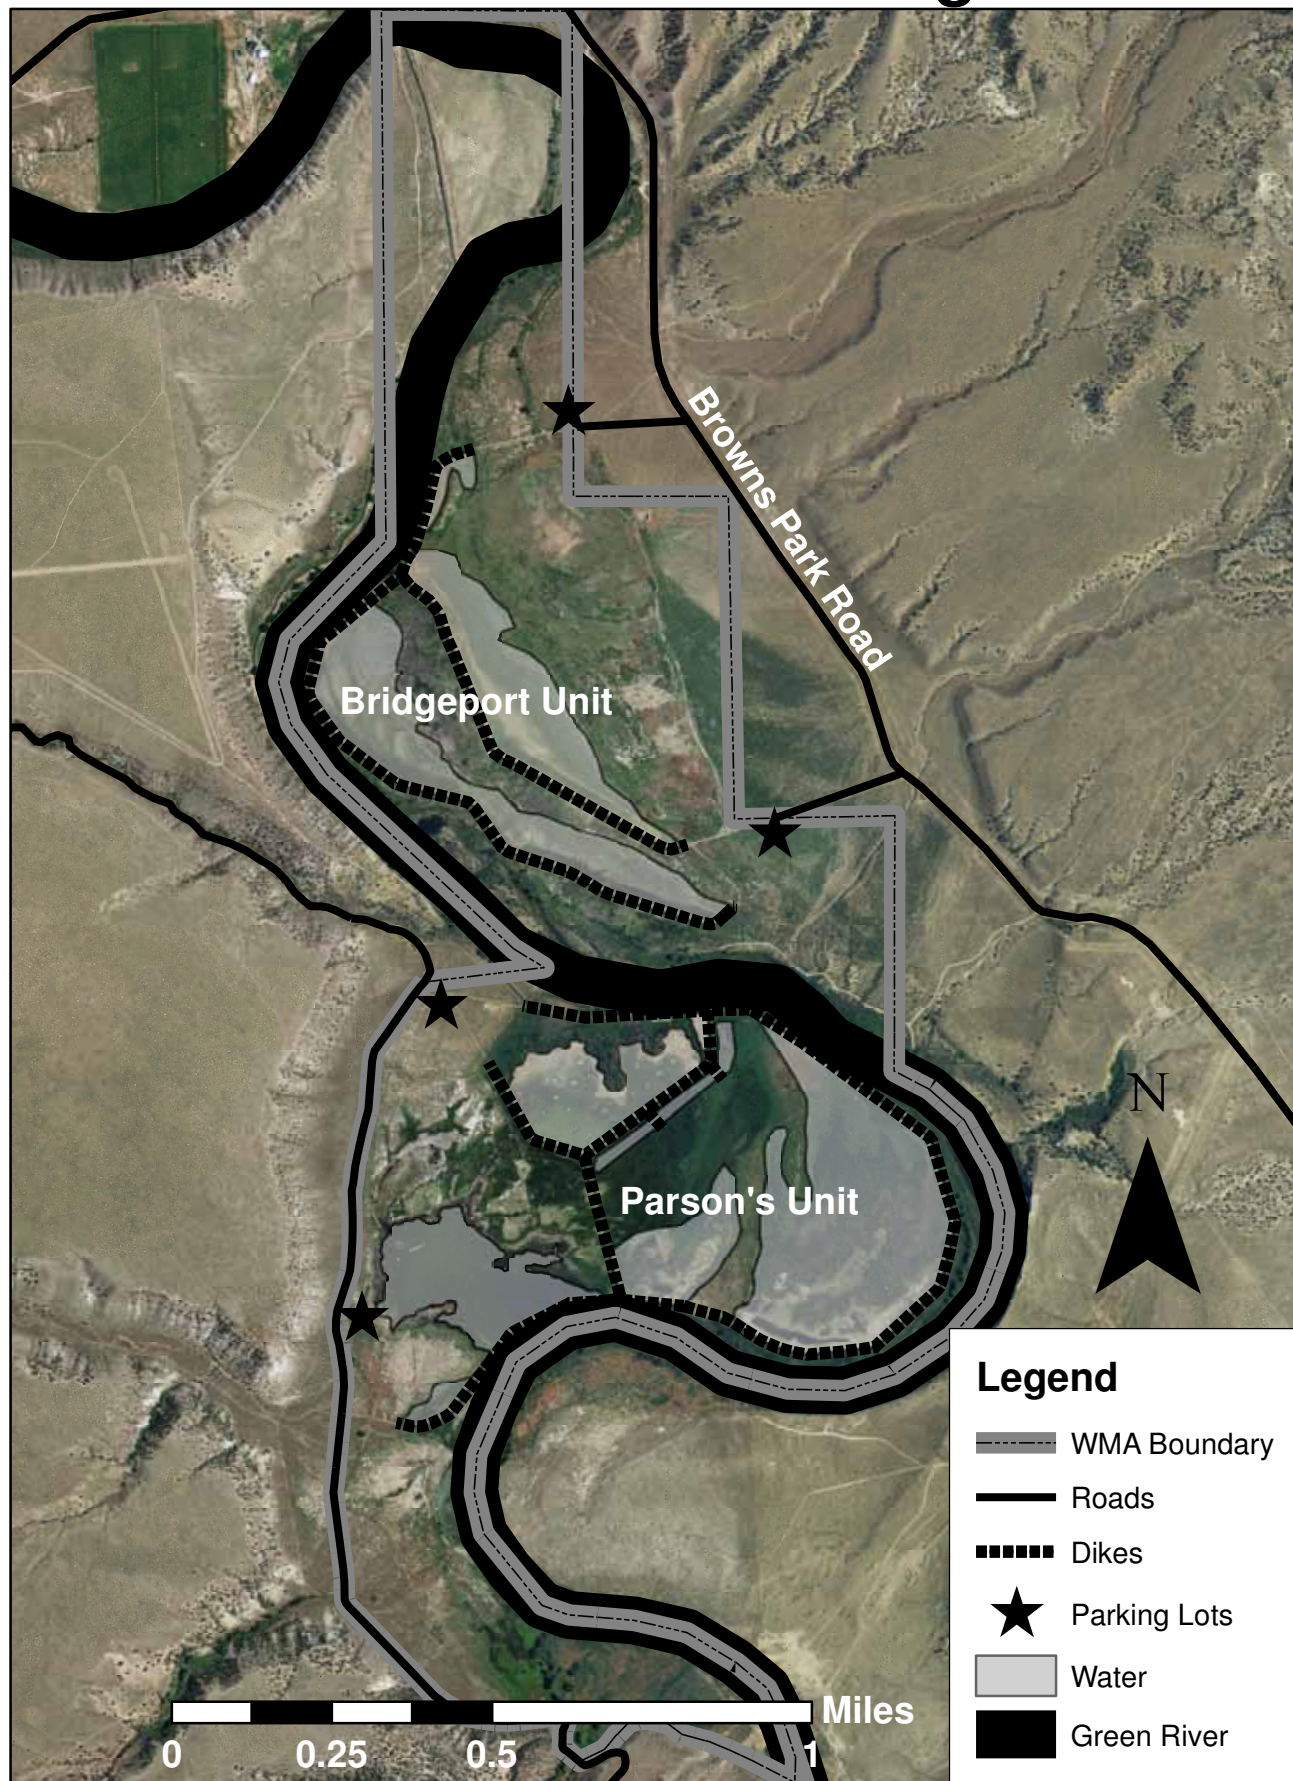 Browns Park Road
Bridgeport Unit
Parson's Unit
N
Legend
WMA Boundary
Roads
Dikes
Parking Lots
Water
Green River
Miles
0 0.25 0.5 1